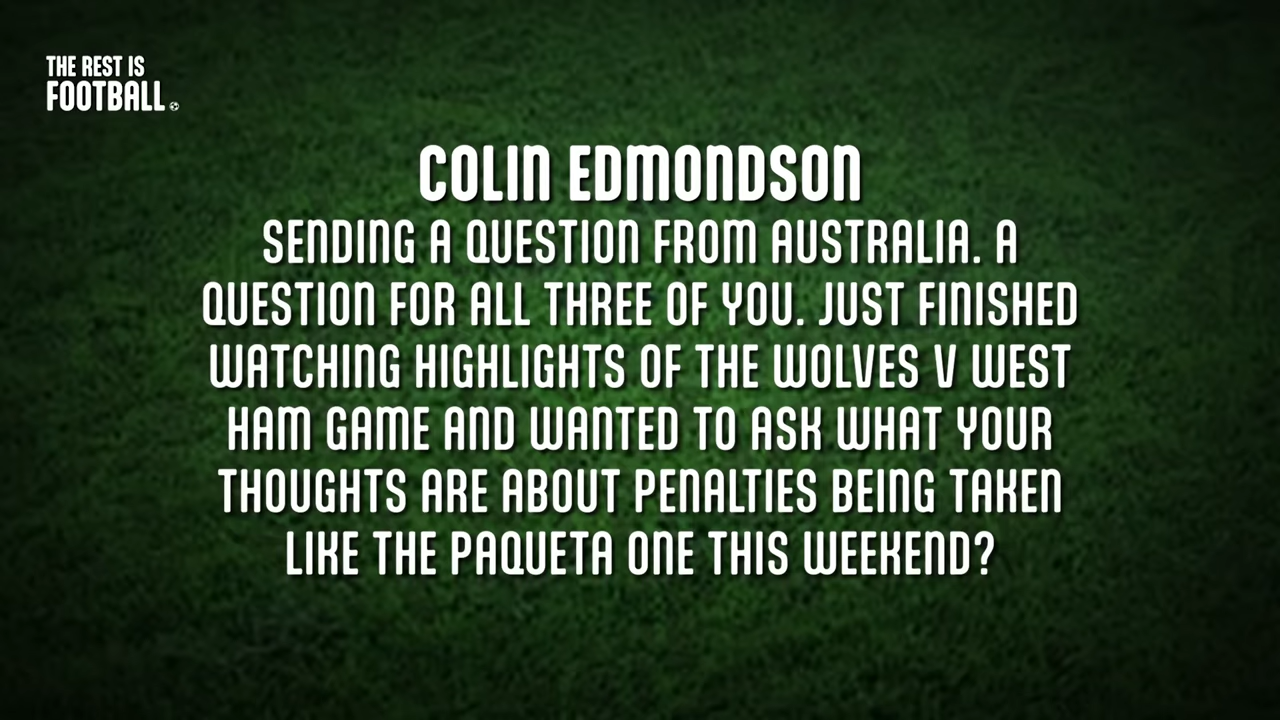 THE REST IS
FOOTBALL.
COLIN EDMONDSON
SENDING A QUESTION FROM AUSTRALIA. A
QUESTION FOR ALL THREE OF YOU. JUST FINISHED
WATCHING HIGHLIGHTS OF THE WOLVES V WEST
HAM GAME AND WANTED TO ASK WHAT YOUR
THOUGHTS ARE ABOUT PENALTIES BEING TAKEN
LIKE THE PAQUETA ONE THIS WEEKEND?